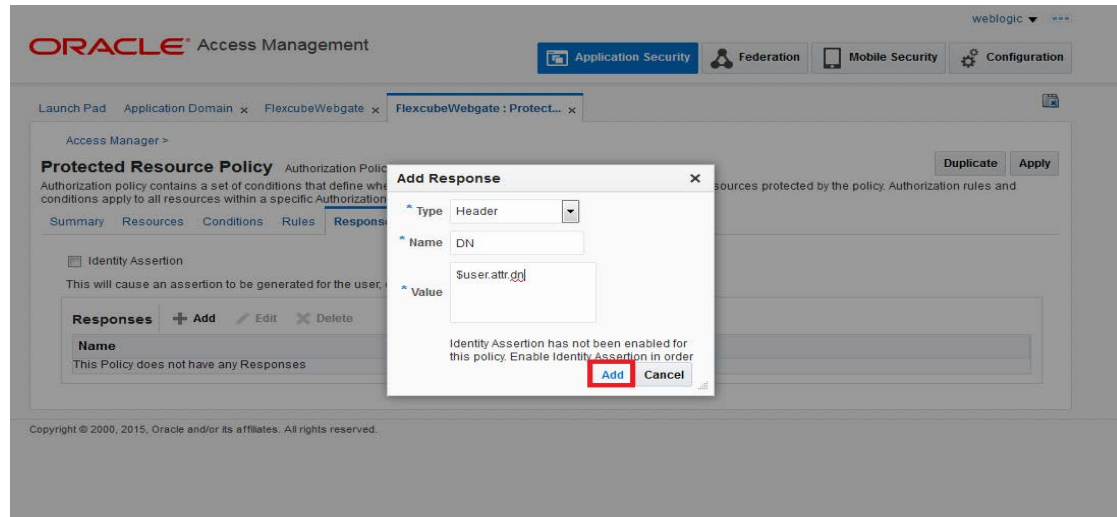 weblogic
ORACLE Access Management
Application Security
Federation
Mobile Security
Configuration
Launch Pad
Application Domain
FlexcubeWebgate
FlexcubeWebgate : Protect...
Access Manager >
Protected Resource Policy Authorization
Duplicate
Apply
Authorization policy contains a set of conditions that define sources protected by the policy. Authorization rules and
conditions apply to all resources within a specific Authorization
Summary
Resources
Conditions
Rules
Identity Assertion
This will cause an assertion to be generated for the user,
Responses
Add
Edit
Delete
Name
This Policy does not have any Responses
Add Response
* Type Header
* Name DN
* Value $user.attr.dn
Identity Assertion has not been enabled for
this policy. Enable Identity Assertion in order
Add
Cancel
Copyright © 2000, 2015, Oracle and/or its affiliates. All rights reserved.